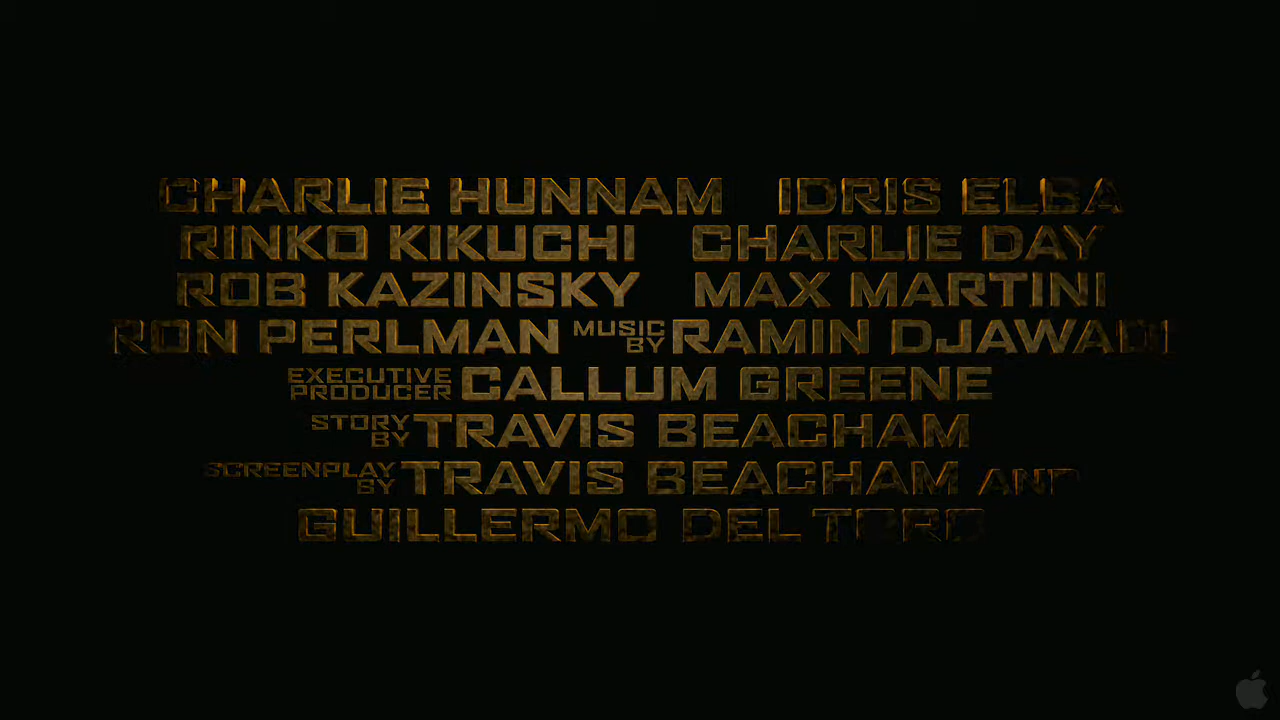 CHARLIE HUNNAM IDRIS ELBA
RINKO KIKUCHI CHARLIE DAY
ROB KAZINSKY MAX MARTINI
RON PERLMAN MUSIC BY RAMIN DJAWADI
EXECUTIVE PRODUCER CALLUM GREENE
STORY BY TRAVIS BEACHAM
SCREENPLAY BY TRAVIS BEACHAM AND
GUILLERMO DEL TORO